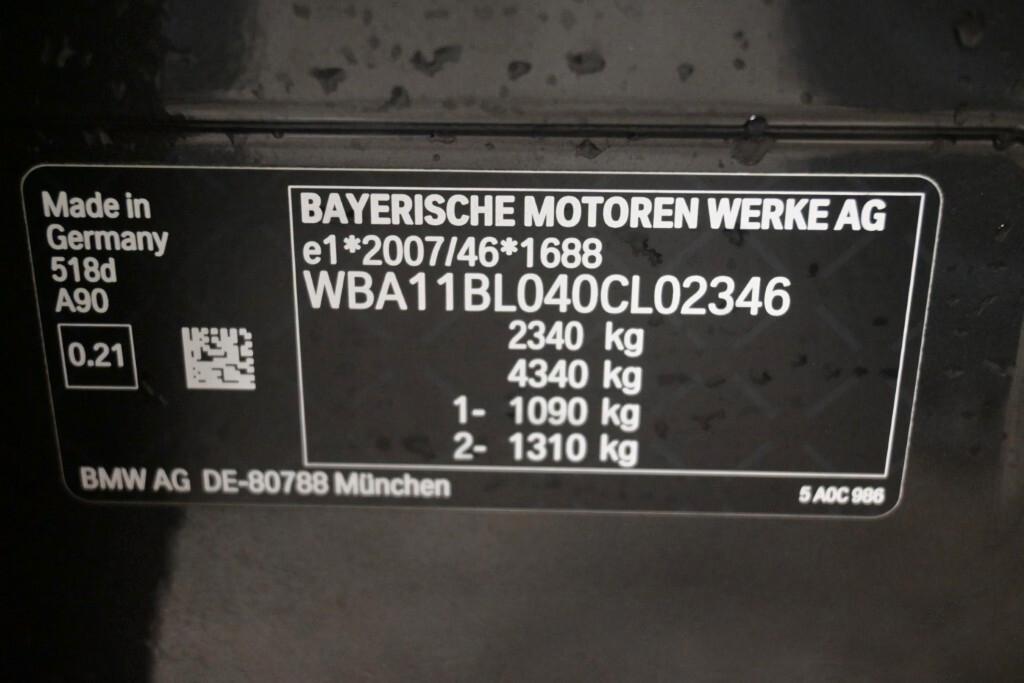 Made in
Germany
518d
A90
0.21
BAYERISCHE MOTOREN WERKE AG
e1*2007/46*1688
WBA11BL040CL02346
2340 kg
4340 kg
1- 1090 kg
2- 1310 kg
BMW AG DE-80788 München
5 A0C 986